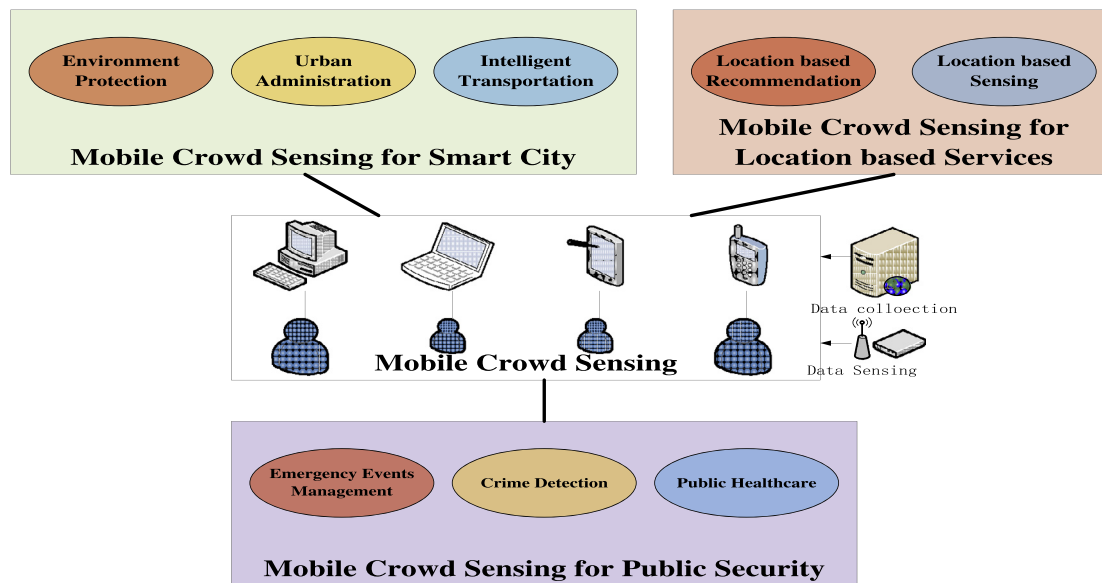 Environment
Protection
Urban
Administration
Intelligent
Transportation
Mobile Crowd Sensing for Smart City
Location based
Recommendation
Location based
Sensing
Mobile Crowd Sensing for
Location based Services
Data colloection
Data Sensing
Mobile Crowd Sensing
Emergency Events
Management
Crime Detection
Public Healthcare
Mobile Crowd Sensing for Public Security